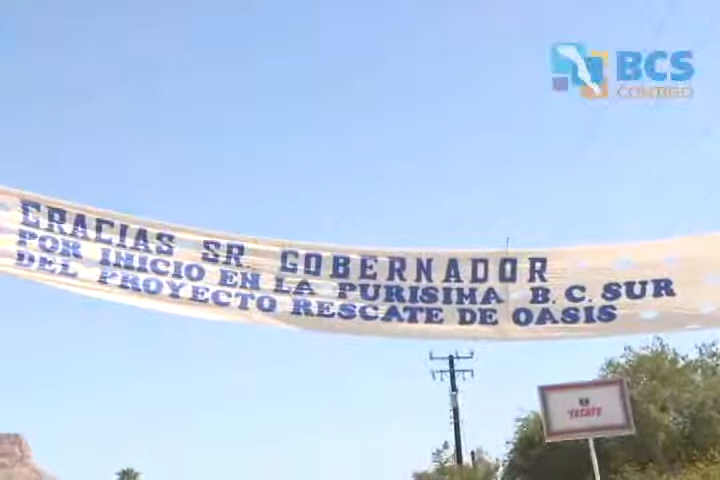 BCS
CONTIGO
GRACIAS SR. GOBERNADOR
POR INICIO EN LA PURISIMA B.C. SUR
DEL PROYECTO RESCATE DE OASIS
TECATE